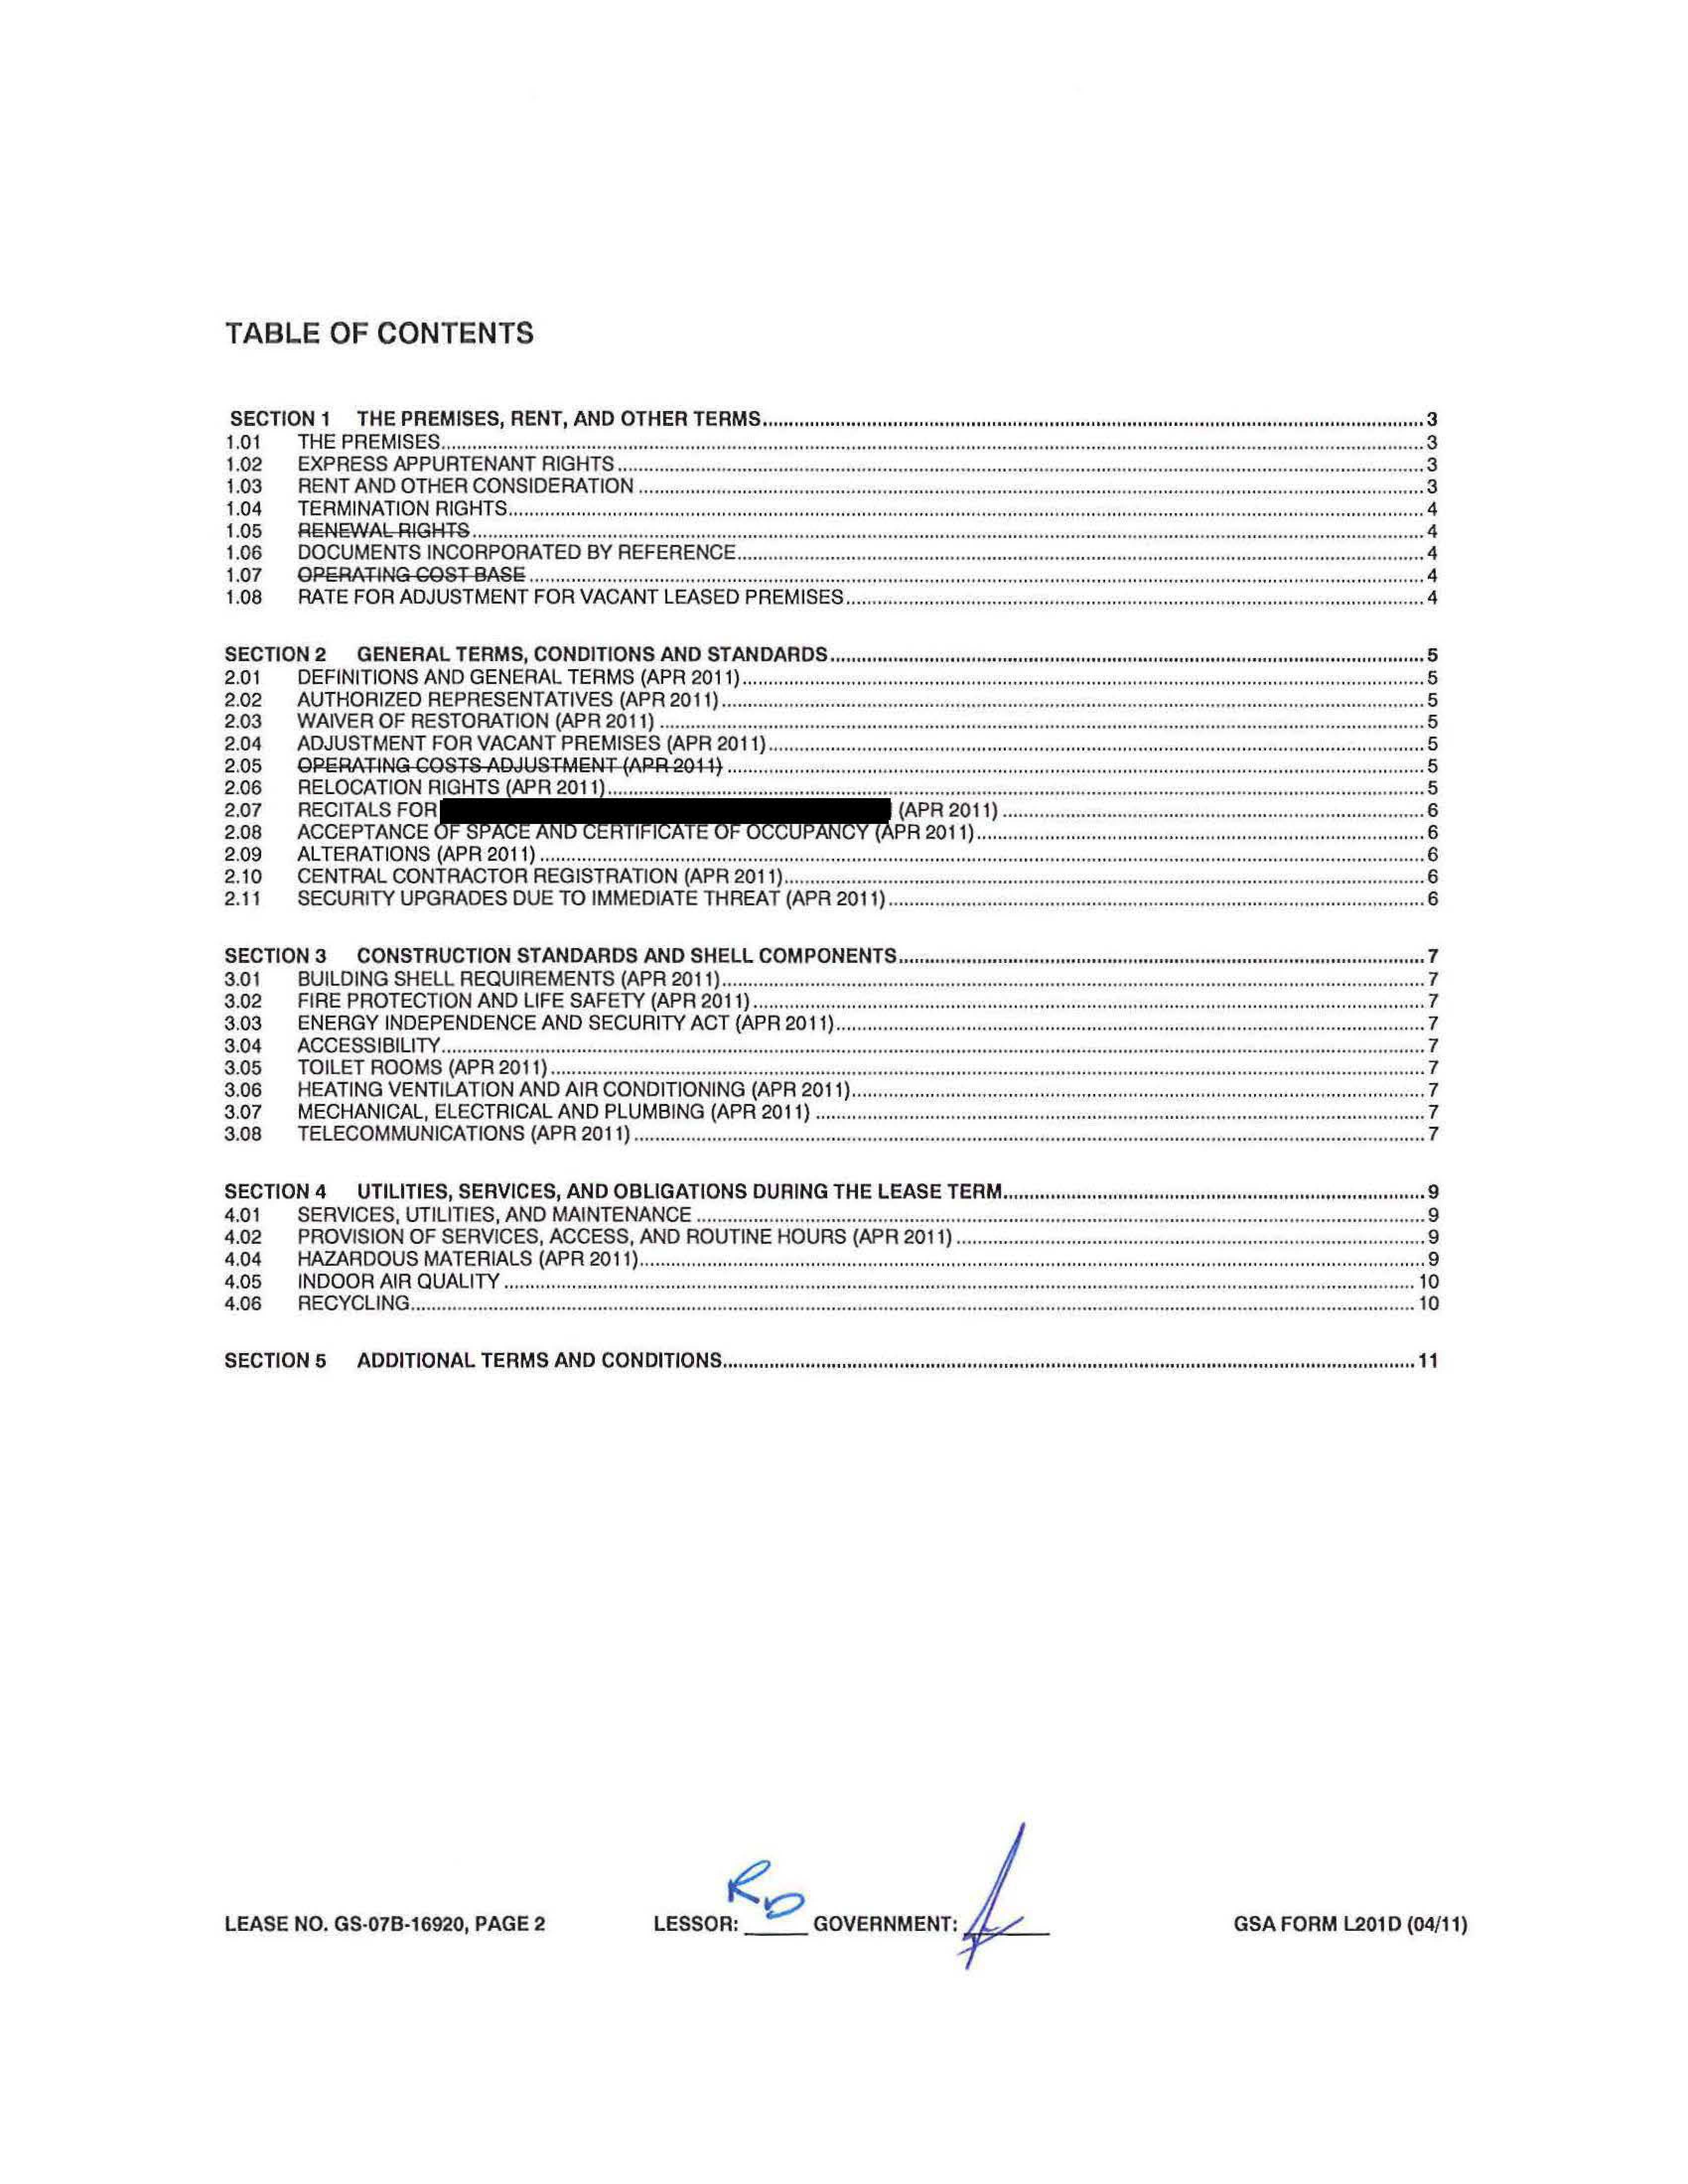 TABLE OF CONTENTS
SECTION 1 THE PREMISES, RENT, AND OTHER TERMS 3
1.01 THE PREMISES 3
1.02 EXPRESS APPURTENANT RIGHTS 3
1.03 RENT AND OTHER CONSIDERATION 3
1.04 TERMINATION RIGHTS 4
1.05 RENEWAL RIGHTS 4
1.06 DOCUMENTS INCORPORATED BY REFERENCE 4
1.07 OPERATING COST BASE 4
1.08 RATE FOR ADJUSTMENT FOR VACANT LEASED PREMISES 4
SECTION 2 GENERAL TERMS, CONDITIONS AND STANDARDS 5
2.01 DEFINITIONS AND GENERAL TERMS (APR 2011) 5
2.02 AUTHORIZED REPRESENTATIVES (APR 2011) 5
2.03 WAIVER OF RESTORATION (APR 2011) 5
2.04 ADJUSTMENT FOR VACANT PREMISES (APR 2011) 5
2.05 OPERATING COSTS ADJUSTMENT (APR 2011) 5
2.06 RELOCATION RIGHTS (APR 2011) 5
2.07 RECITALS FOR (APR 2011) 6
2.08 ACCEPTANCE OF SPACE AND CERTIFICATE OF OCCUPANCY (APR 2011) 6
2.09 ALTERATIONS (APR 2011) 6
2.10 CENTRAL CONTRACTOR REGISTRATION (APR 2011) 6
2.11 SECURITY UPGRADES DUE TO IMMEDIATE THREAT (APR 2011) 6
SECTION 3 CONSTRUCTION STANDARDS AND SHELL COMPONENTS 7
3.01 BUILDING SHELL REQUIREMENTS (APR 2011) 7
3.02 FIRE PROTECTION AND LIFE SAFETY (APR 2011) 7
3.03 ENERGY INDEPENDENCE AND SECURITY ACT (APR 2011) 7
3.04 ACCESSIBILITY 7
3.05 TOILET ROOMS (APR 2011) 7
3.06 HEATING VENTILATION AND AIR CONDITIONING (APR 2011) 7
3.07 MECHANICAL, ELECTRICAL AND PLUMBING (APR 2011) 7
3.08 TELECOMMUNICATIONS (APR 2011) 7
SECTION 4 UTILITIES, SERVICES, AND OBLIGATIONS DURING THE LEASE TERM 9
4.01 SERVICES, UTILITIES, AND MAINTENANCE 9
4.02 PROVISION OF SERVICES, ACCESS, AND ROUTINE HOURS (APR 2011) 9
4.04 HAZARDOUS MATERIALS (APR 2011) 9
4.05 INDOOR AIR QUALITY 10
4.06 RECYCLING 10
SECTION 5 ADDITIONAL TERMS AND CONDITIONS 11
LEASE NO. GS-07B-16920, PAGE 2 LESSOR: RD GOVERNMENT: GSA FORM L201D (04/11)